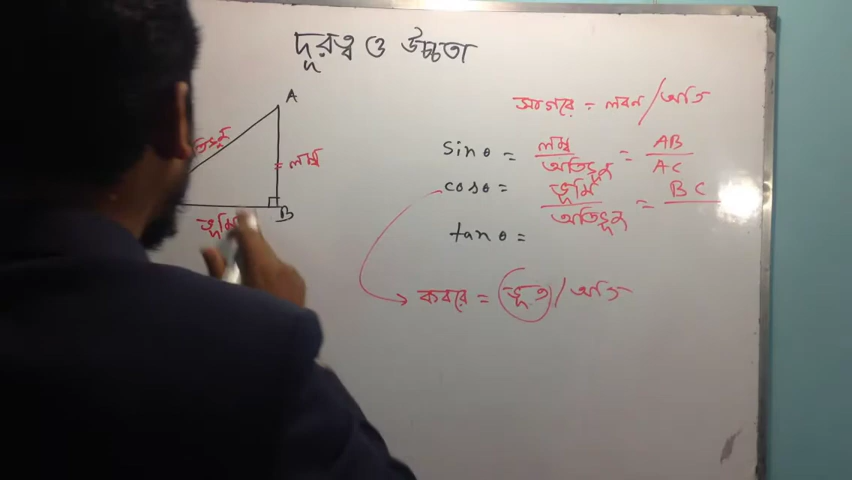 দূরত্ব ও উচ্চতা
A
লম্ব
B
ভূমি
সাগরে = লবন / অতি
sinθ = লম্ব / অতিভূজ = AB / AC
cosθ = ভূমি / অতিভূজ = BC
tanθ =
কবরে = ভূত / অতি